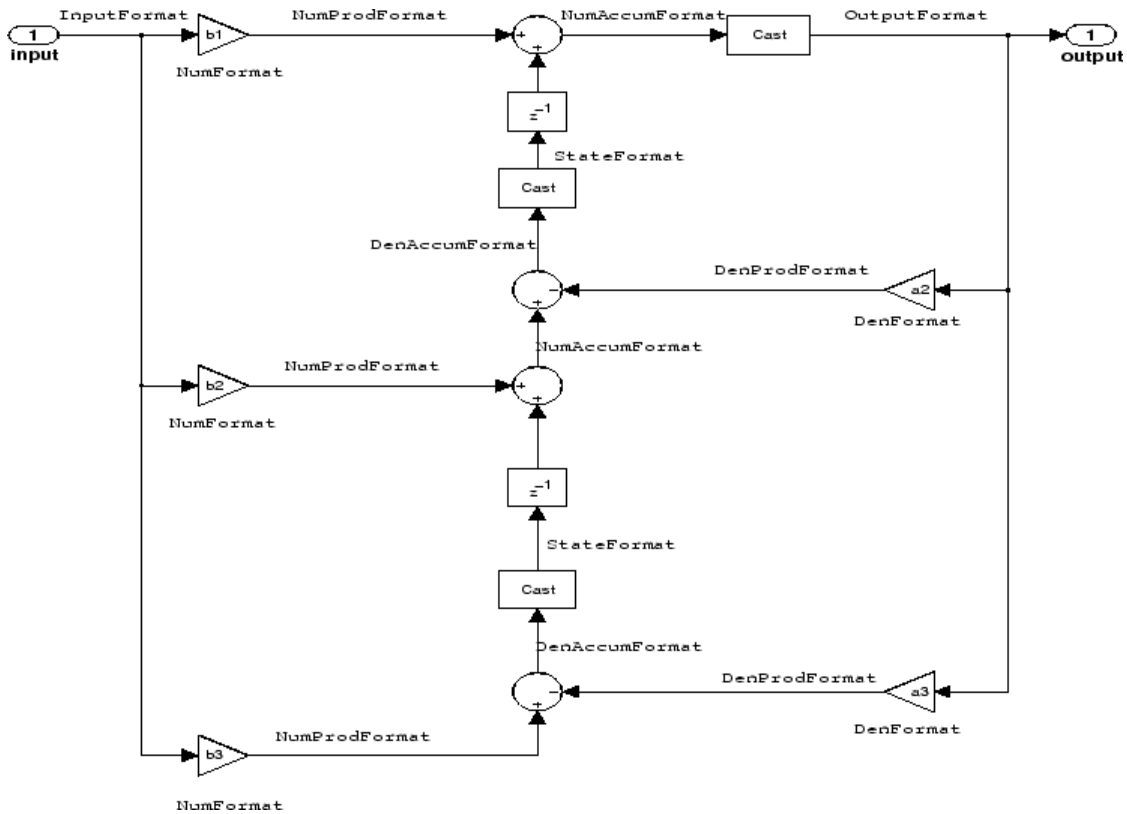 InputFormat
NumProdFormat
NumAccumFormat
OutputFormat
1
b1
+
+
Cast
1
input
output
NumFormat
z⁻¹
StateFormat
Cast
DenAccumFormat
DenProdFormat
-
+
a2
DenFormat
NumAccumFormat
NumProdFormat
b2
+
+
NumFormat
z⁻¹
StateFormat
Cast
DenAccumFormat
DenProdFormat
-
+
a3
NumProdFormat
DenFormat
b3
NumFormat